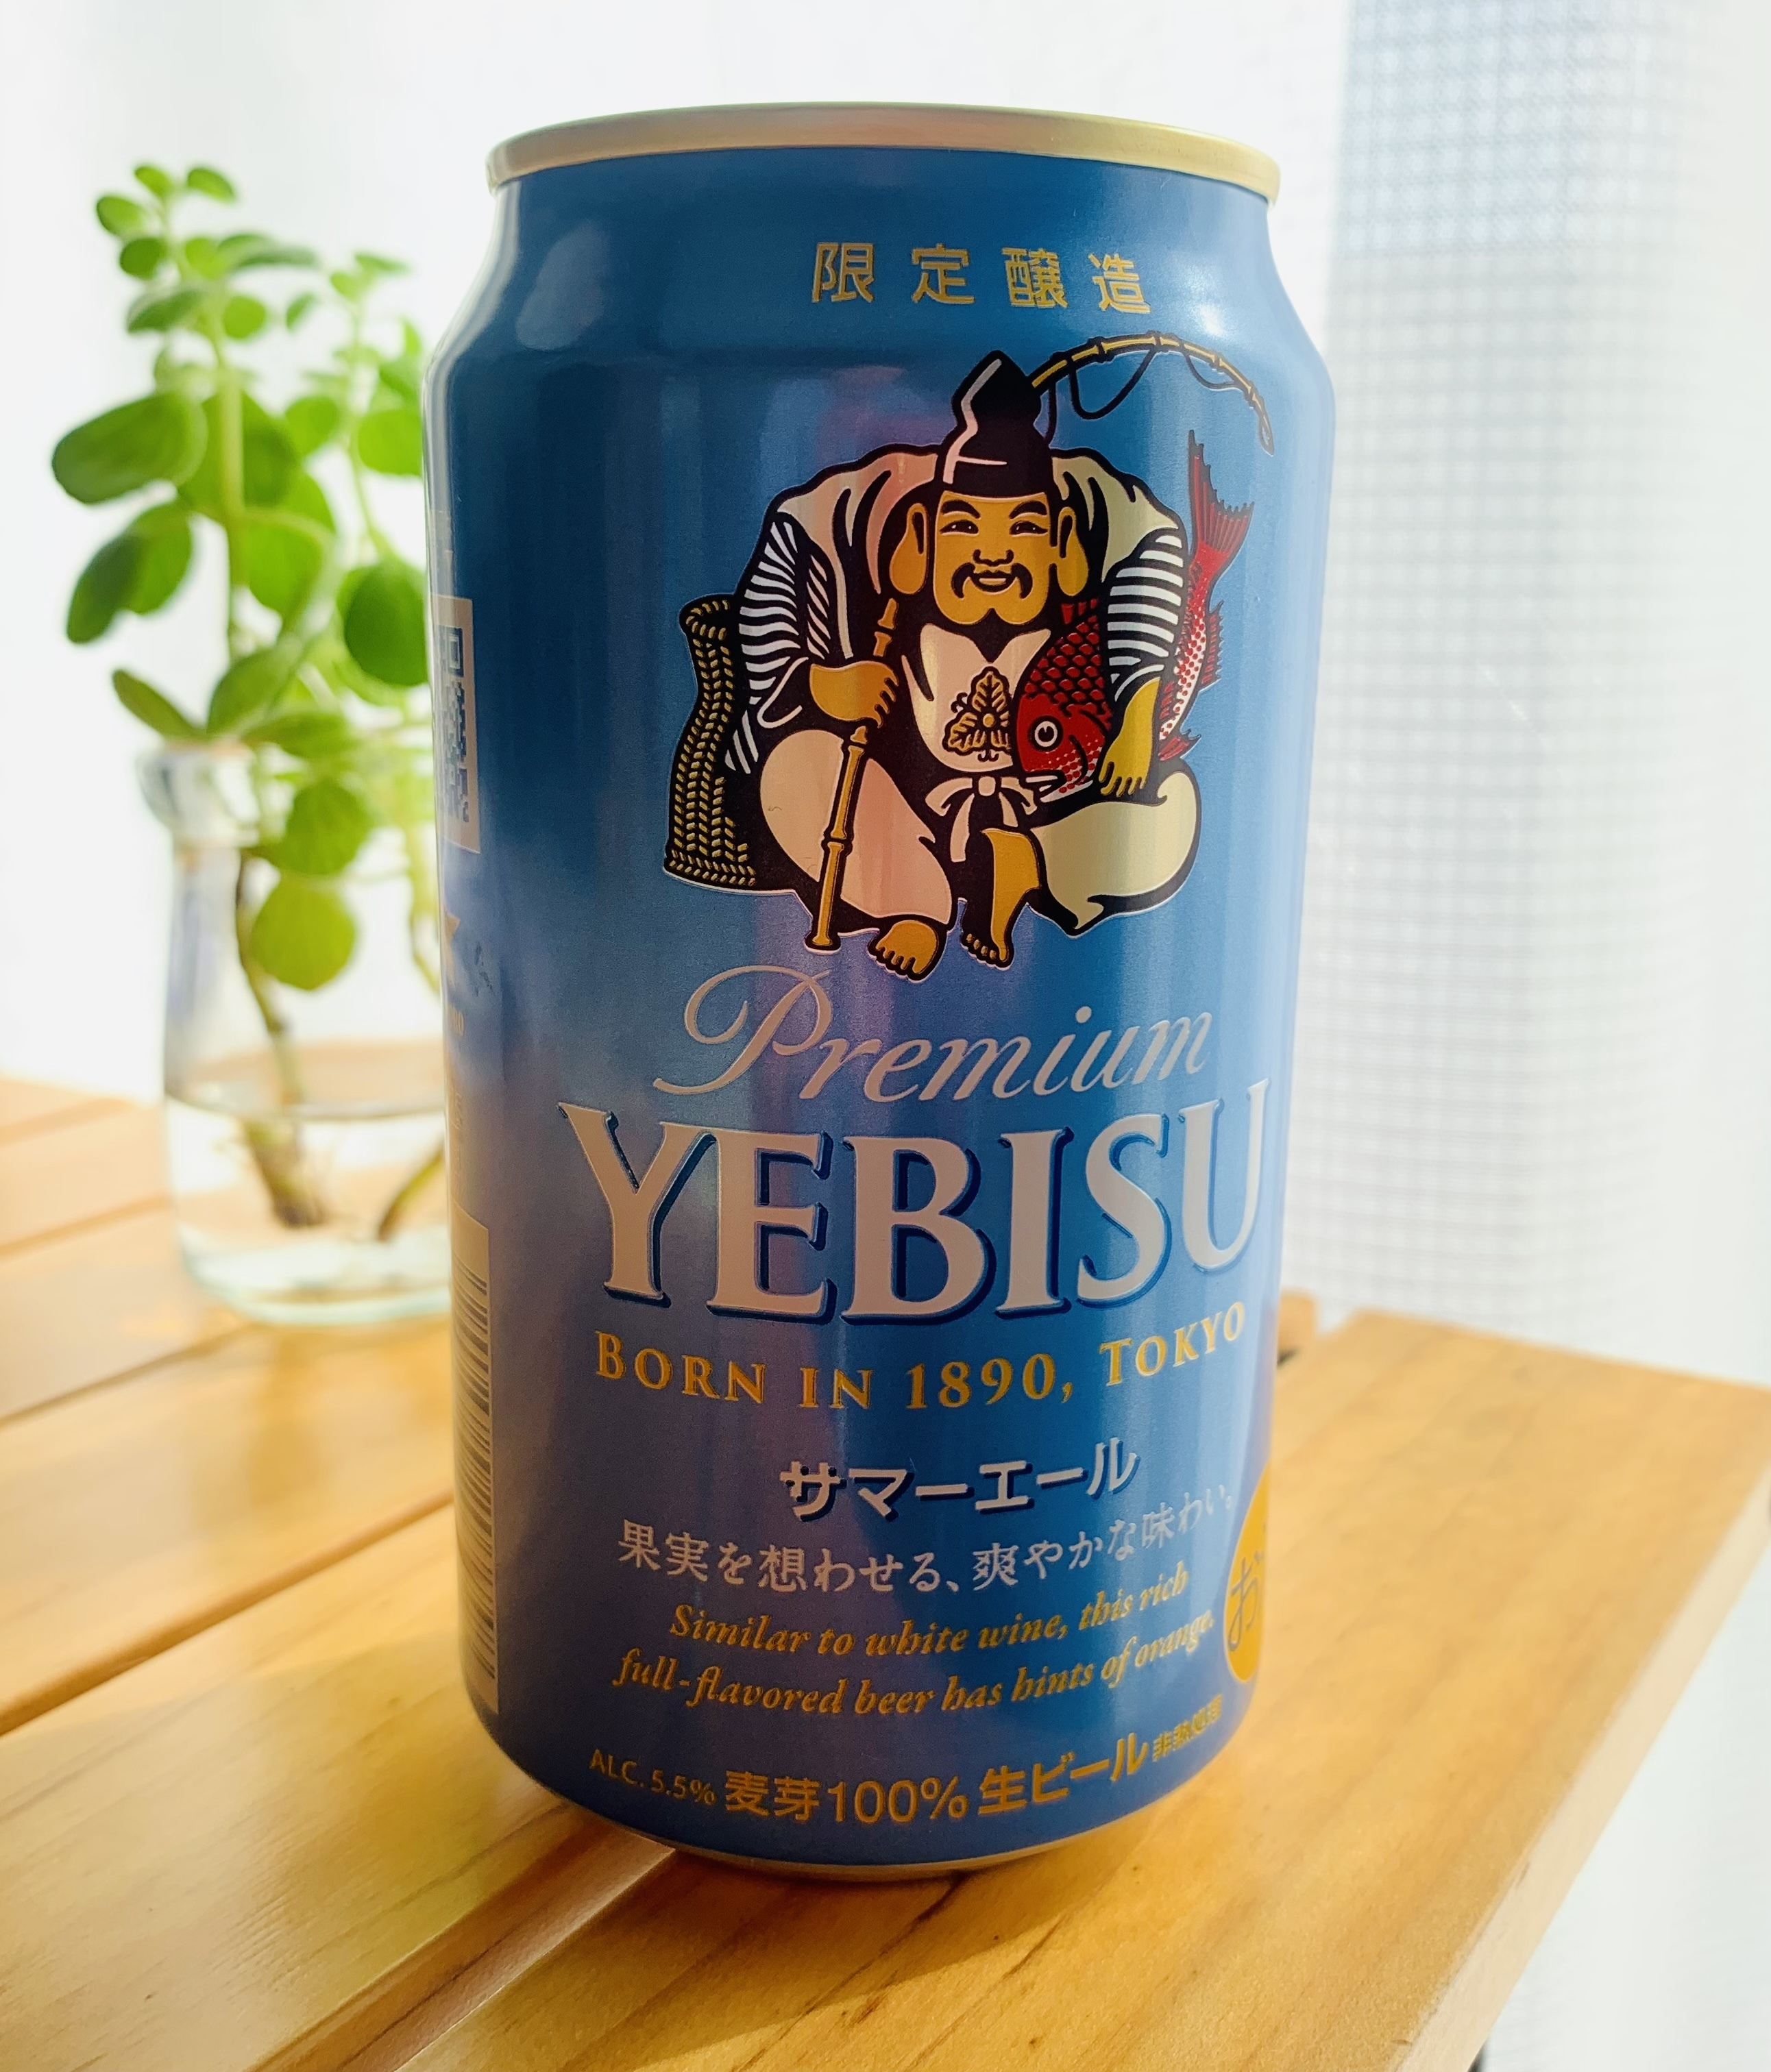 限定醸造
Premium
YEBISU
BORN IN 1890, TOKYO
サマーエール
果実を想わせる、爽やかな味わい。
Similar to white wine, this rich
full-flavored beer has hints of orange.
お
ALC. 5.5% 麦芽100% 生ビール 非熱処理